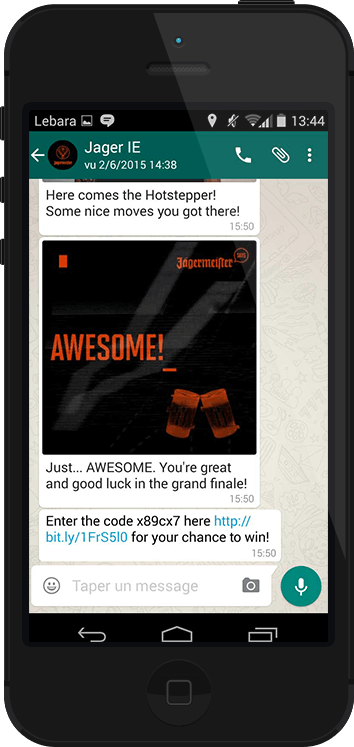 Lebara 13:44
Jager IE
vu 2/6/2015 14:38
Here comes the Hotstepper!
Some nice moves you got there!
15:50
Jägermeister
AWESOME!_
Just... AWESOME. You're great
and good luck in the grand finale!
15:50
Enter the code x89cx7 here http://
bit.ly/1FrS5l0 for your chance to win!
15:50
Taper un message